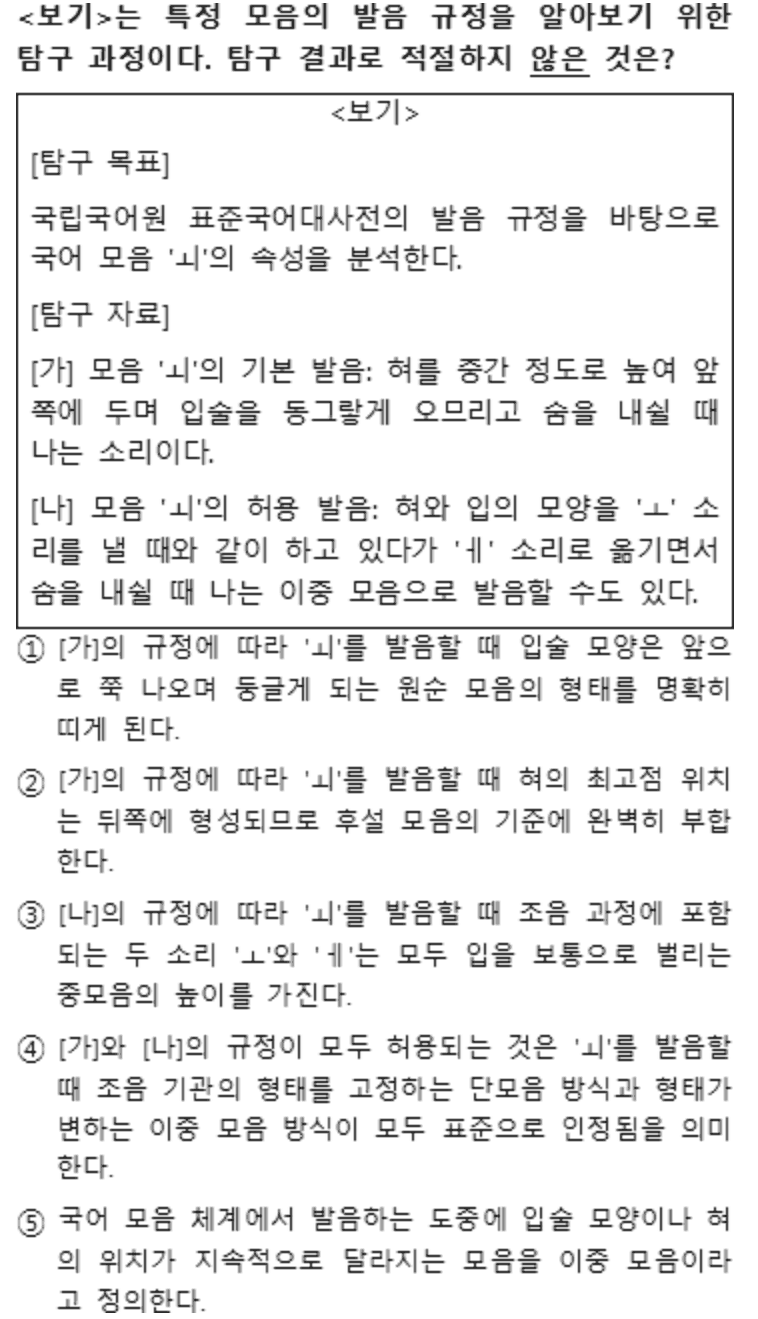 <보기>는 특정 모음의 발음 규정을 알아보기 위한
탐구 과정이다. 탐구 결과로 적절하지 않은 것은?
<보기>
[탐구 목표]
국립국어원 표준국어대사전의 발음 규정을 바탕으로
국어 모음 'ㅚ'의 속성을 분석한다.
[탐구 자료]
[가] 모음 'ㅚ'의 기본 발음: 혀를 중간 정도로 높여 앞
쪽에 두며 입술을 동그랗게 오므리고 숨을 내쉴 때
나는 소리이다.
[나] 모음 'ㅚ'의 허용 발음: 혀와 입의 모양을 'ㅗ' 소
리를 낼 때와 같이 하고 있다가 'ㅔ' 소리로 옮기면서
숨을 내쉴 때 나는 이중 모음으로 발음할 수도 있다.
① [가]의 규정에 따라 'ㅚ'를 발음할 때 입술 모양은 앞으
로 쭉 나오며 둥글게 되는 원순 모음의 형태를 명확히
띠게 된다.
② [가]의 규정에 따라 'ㅚ'를 발음할 때 혀의 최고점 위치
는 뒤쪽에 형성되므로 후설 모음의 기준에 완벽히 부합
한다.
③ [나]의 규정에 따라 'ㅚ'를 발음할 때 조음 과정에 포함
되는 두 소리 'ㅗ'와 'ㅔ'는 모두 입을 보통으로 벌리는
중모음의 높이를 가진다.
④ [가]와 [나]의 규정이 모두 허용되는 것은 'ㅚ'를 발음할
때 조음 기관의 형태를 고정하는 단모음 방식과 형태가
변하는 이중 모음 방식이 모두 표준으로 인정됨을 의미
한다.
⑤ 국어 모음 체계에서 발음하는 도중에 입술 모양이나 혀
의 위치가 지속적으로 달라지는 모음을 이중 모음이라
고 정의한다.